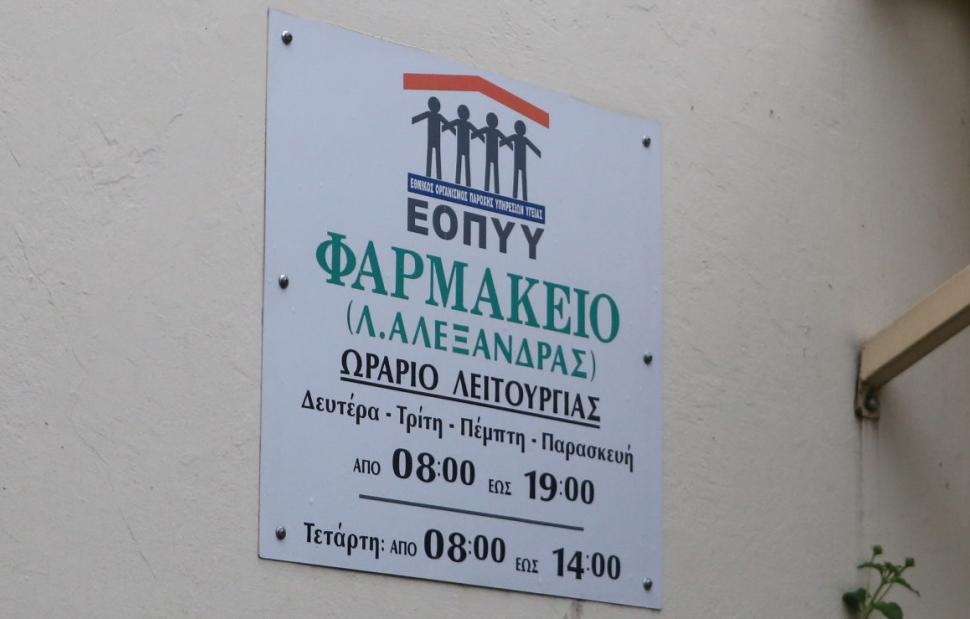 ΕΘΝΙΚΟΣ ΟΡΓΑΝΙΣΜΟΣ ΠΑΡΟΧΗΣ ΥΠΗΡΕΣΙΩΝ ΥΓΕΙΑΣ
ΕΟΠΥΥ
ΦΑΡΜΑΚΕΙΟ
(Λ.ΑΛΕΞΑΝΔΡΑΣ)
ΩΡΑΡΙΟ ΛΕΙΤΟΥΡΓΙΑΣ
Δευτέρα - Τρίτη - Πέμπτη - Παρασκευή
ΑΠΟ 08:00 ΕΩΣ 19:00
Τετάρτη: ΑΠΟ 08:00 ΕΩΣ 14:00